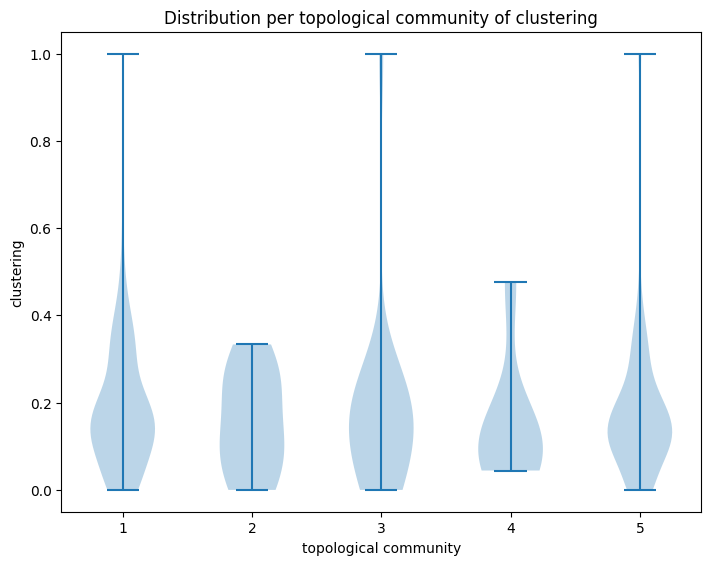 Distribution per topological community of clustering
clustering
1.0
0.8
0.6
0.4
0.2
0.0
1 2 3 4 5
topological community